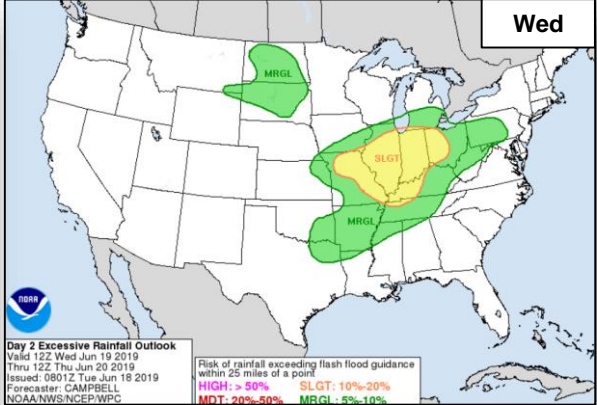 Wed
MRGL
SLGT
MRGL
NOAA
Day 2 Excessive Rainfall Outlook
Valid 12Z Wed Jun 19 2019
Thru 12Z Thu Jun 20 2019
Issued: 0801Z Tue Jun 18 2019
Forecaster: CAMPBELL
NOAA/NWS/NCEP/WPC
Risk of rainfall exceeding flash flood guidance
within 25 miles of a point
HIGH: > 50% SLGT: 10%-20%
MDT: 20%-50% MRGL: 5%-10%